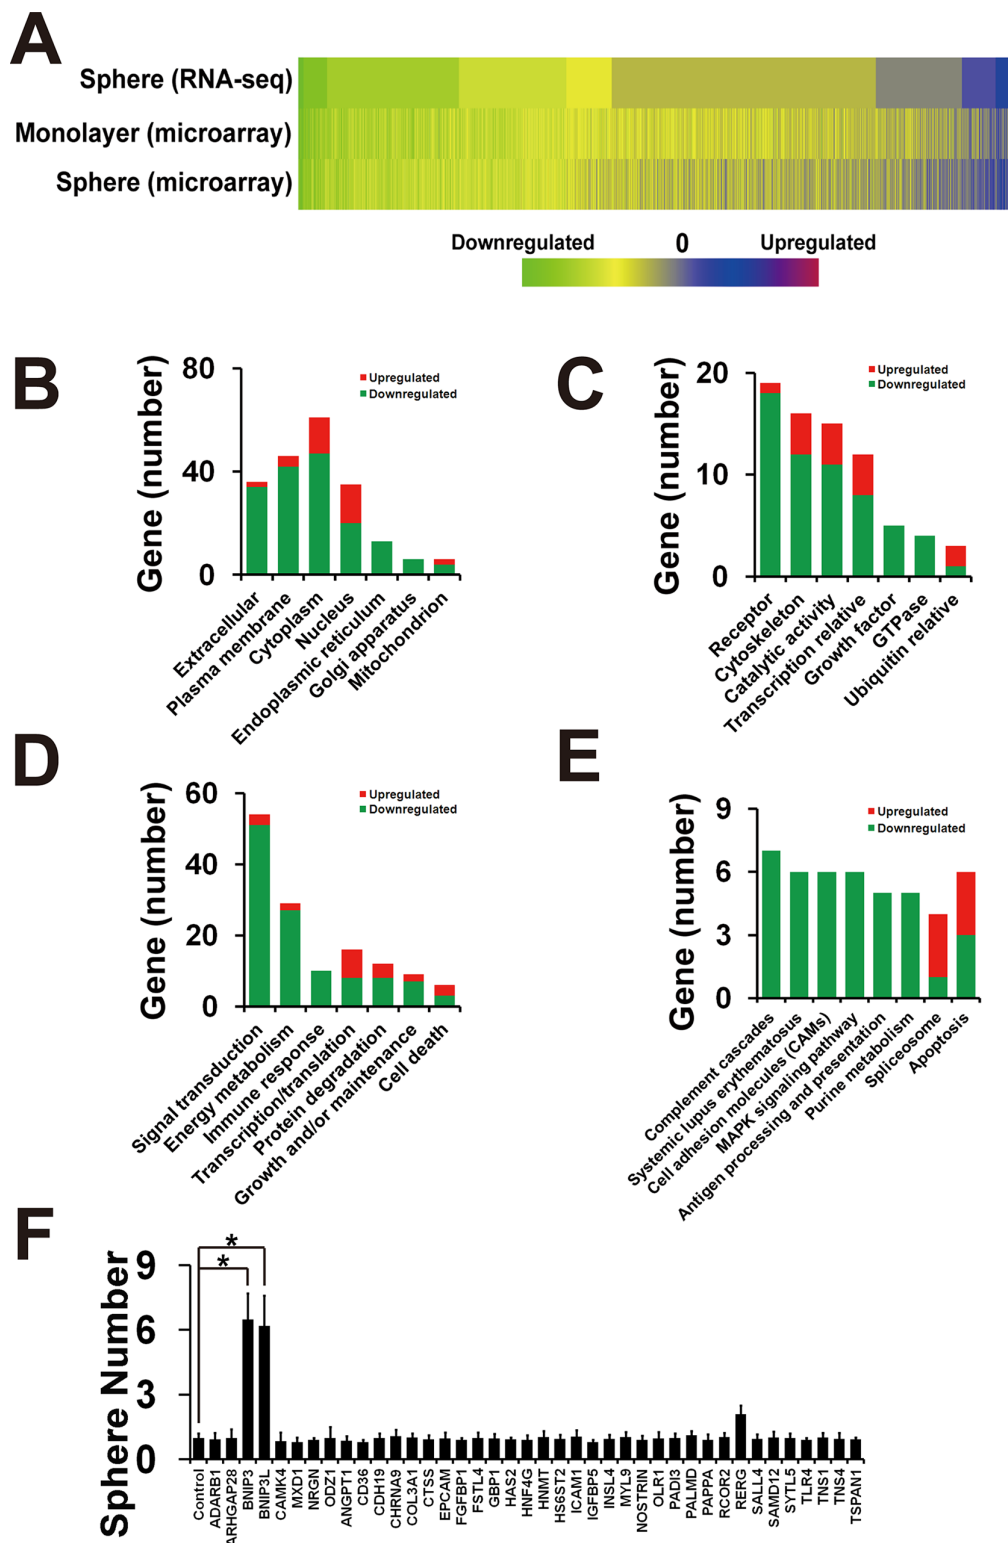 A
Sphere (RNA-seq)
Monolayer (microarray)
Sphere (microarray)
Downregulated 0 Upregulated
B
Gene (number)
80
40
0
Upregulated
Downregulated
Extracellular
Plasma membrane
Cytoplasm
Nucleus
Endoplasmic reticulum
Golgi apparatus
Mitochondrion
C
Gene (number)
20
10
0
Upregulated
Downregulated
Receptor
Cytoskeleton
Catalytic activity
Transcription relative
Growth factor
GTPase
Ubiquitin relative
D
Gene (number)
60
40
20
0
Upregulated
Downregulated
Signal transduction
Energy metabolism
Immune response
Transcription/translation
Protein degradation
Growth and/or maintenance
Cell death
E
Gene (number)
9
6
3
0
Upregulated
Downregulated
Complement cascades
Systemic lupus erythematosus
Cell adhesion molecules (CAMs)
MAPK signaling pathway
Antigen processing and presentation
Purine metabolism
Spliceosome
Apoptosis
F
Sphere Number
9
6
3
0
*
*
Control
ADARB1
ARHGAP28
BNIP3
BNIP3L
CAMK4
MXD1
NRGN
ODZ1
ANGPT1
CD36
CDH19
CHRNA9
COL3A1
CTSS
EPCAM
FGFBP1
FSTL4
GBP1
HAS2
HNF4G
HNMT
HS6ST2
ICAM1
IGFBP5
INSL4
MYL9
NOSTRIN
OLR1
PADI3
PALMD
PAPPA
RCOR2
RERG
SALL4
SAMD12
SYTL5
TLR4
TNS1
TNS4
TSPAN1